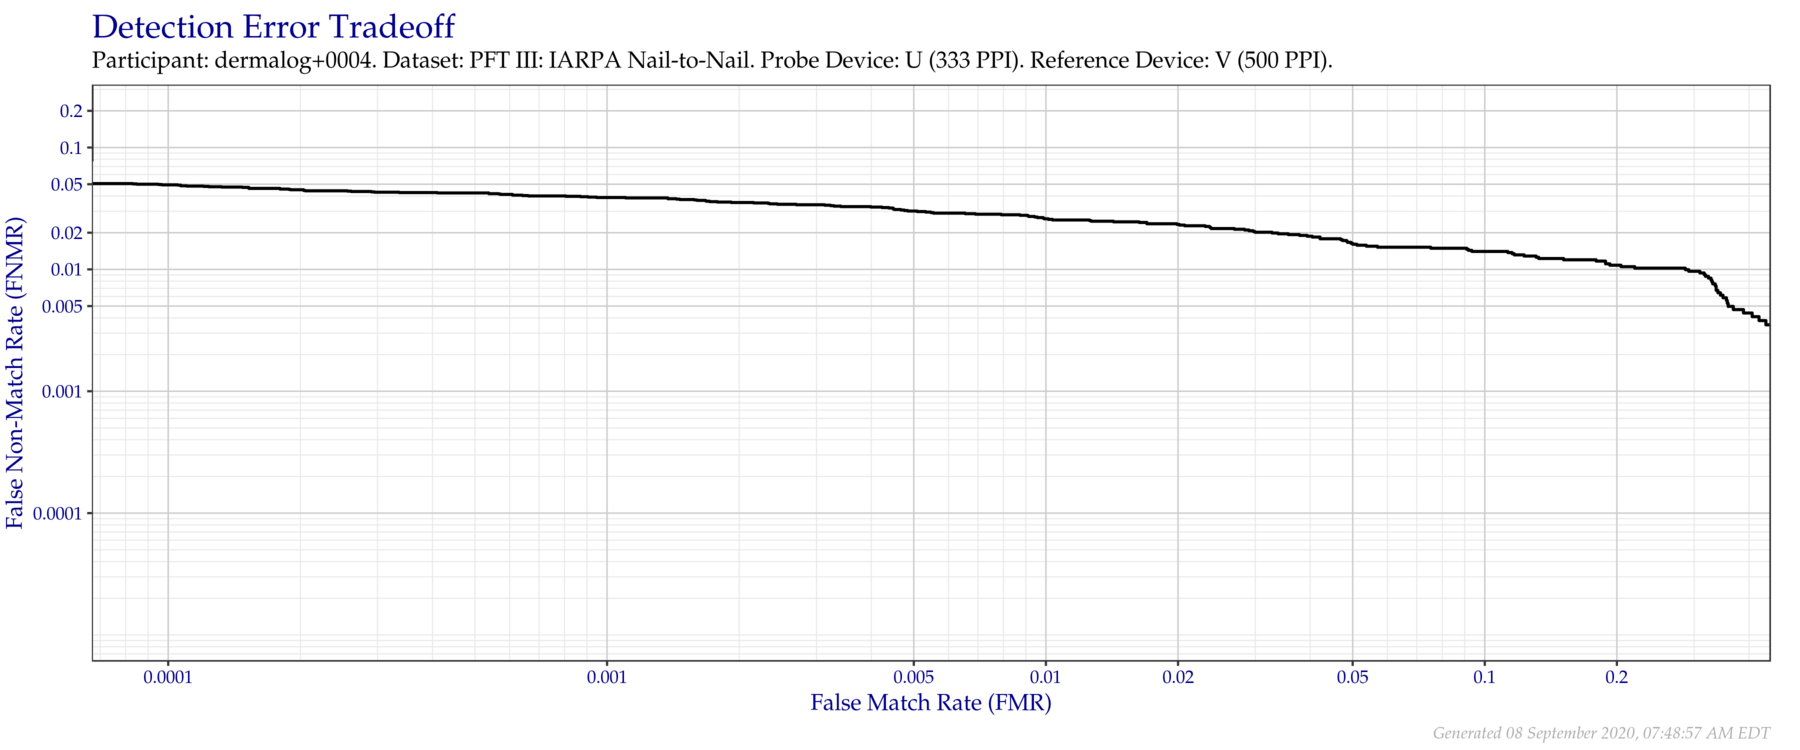 Detection Error Tradeoff
Participant: dermalog+0004. Dataset: PFT III: IARPA Nail-to-Nail. Probe Device: U (333 PPI). Reference Device: V (500 PPI).
False Non-Match Rate (FNMR)
0.2
0.1
0.05
0.02
0.01
0.005
0.001
0.0001
0.0001 0.001 0.005 0.01 0.02 0.05 0.1 0.2
False Match Rate (FMR)
Generated 08 September 2020, 07:48:57 AM EDT